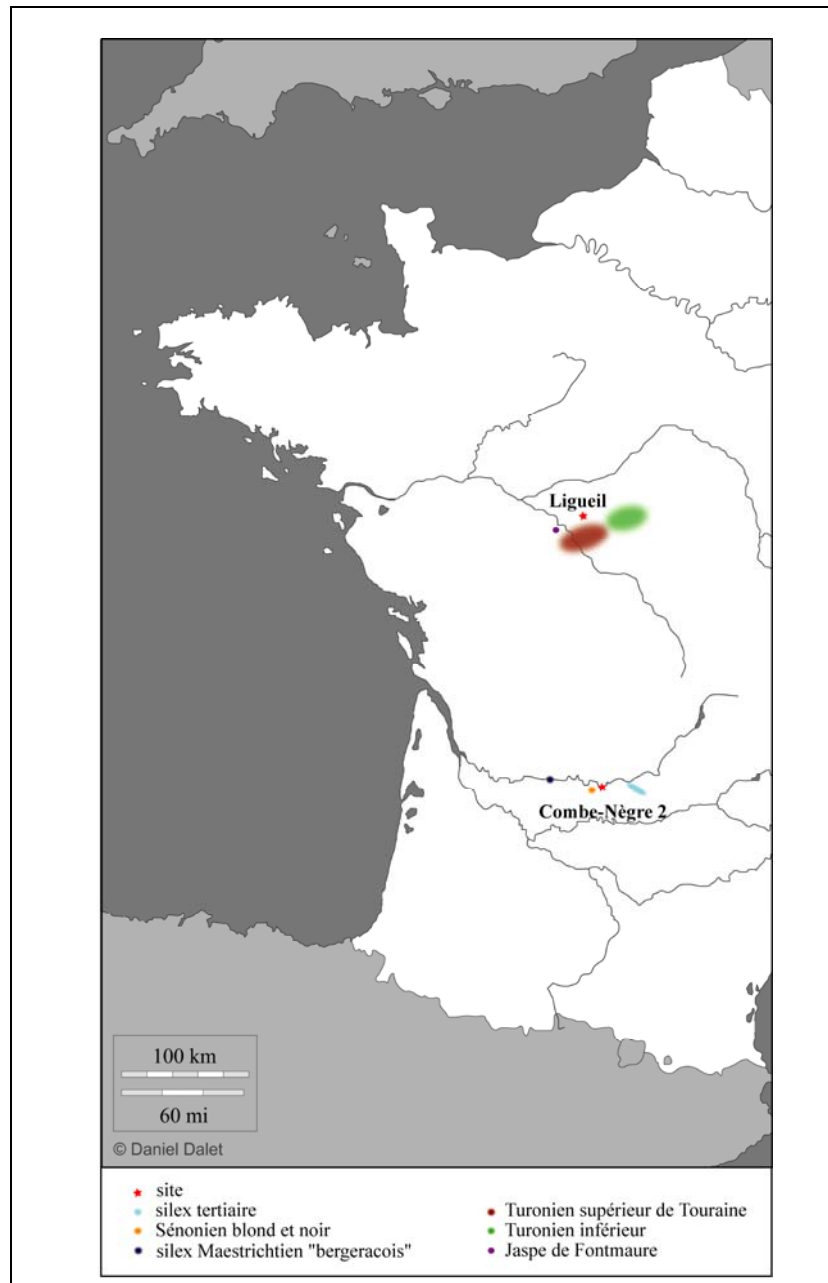 Ligueil
Combe-Nègre 2
100 km
60 mi
© Daniel Dalet
site
silex tertiaire
Sénonien blond et noir
silex Maestrichtien "bergeracois"
Turonien supérieur de Touraine
Turonien inférieur
Jaspe de Fontmaure